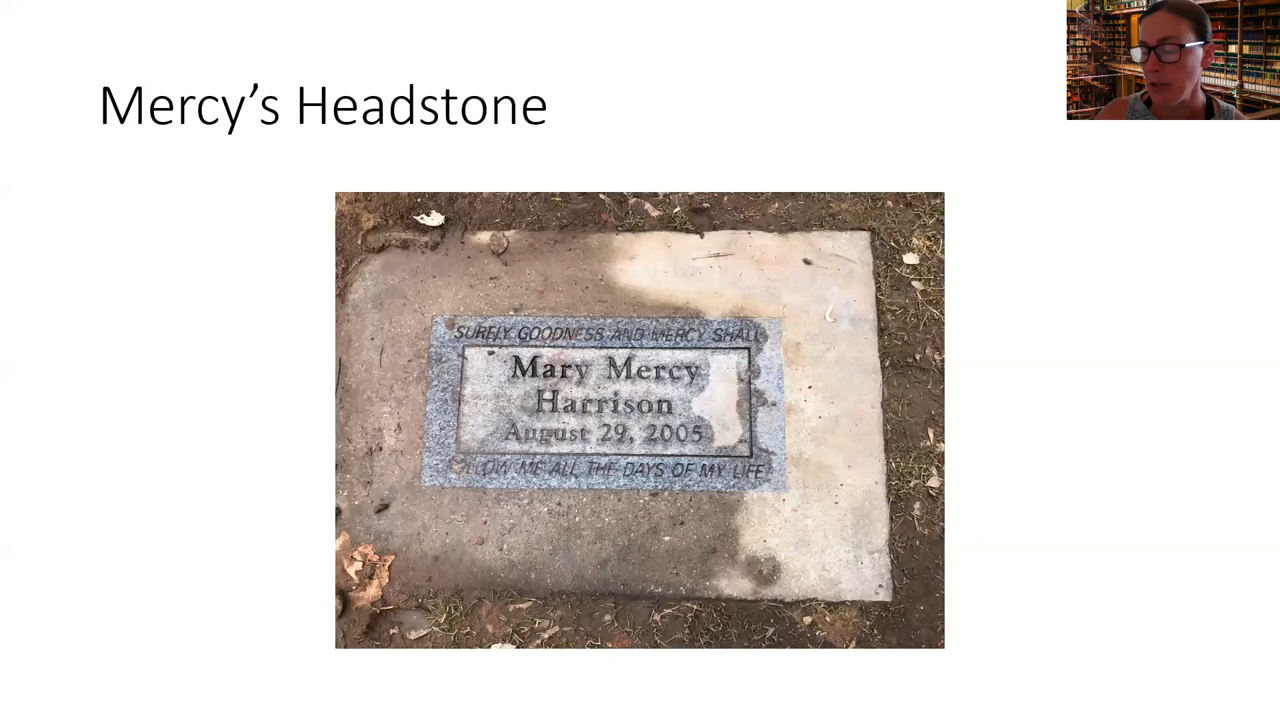 Mercy’s Headstone
SURELY GOODNESS AND MERCY SHALL
Mary Mercy
Harrison
August 29, 2005
FOLLOW ME ALL THE DAYS OF MY LIFE